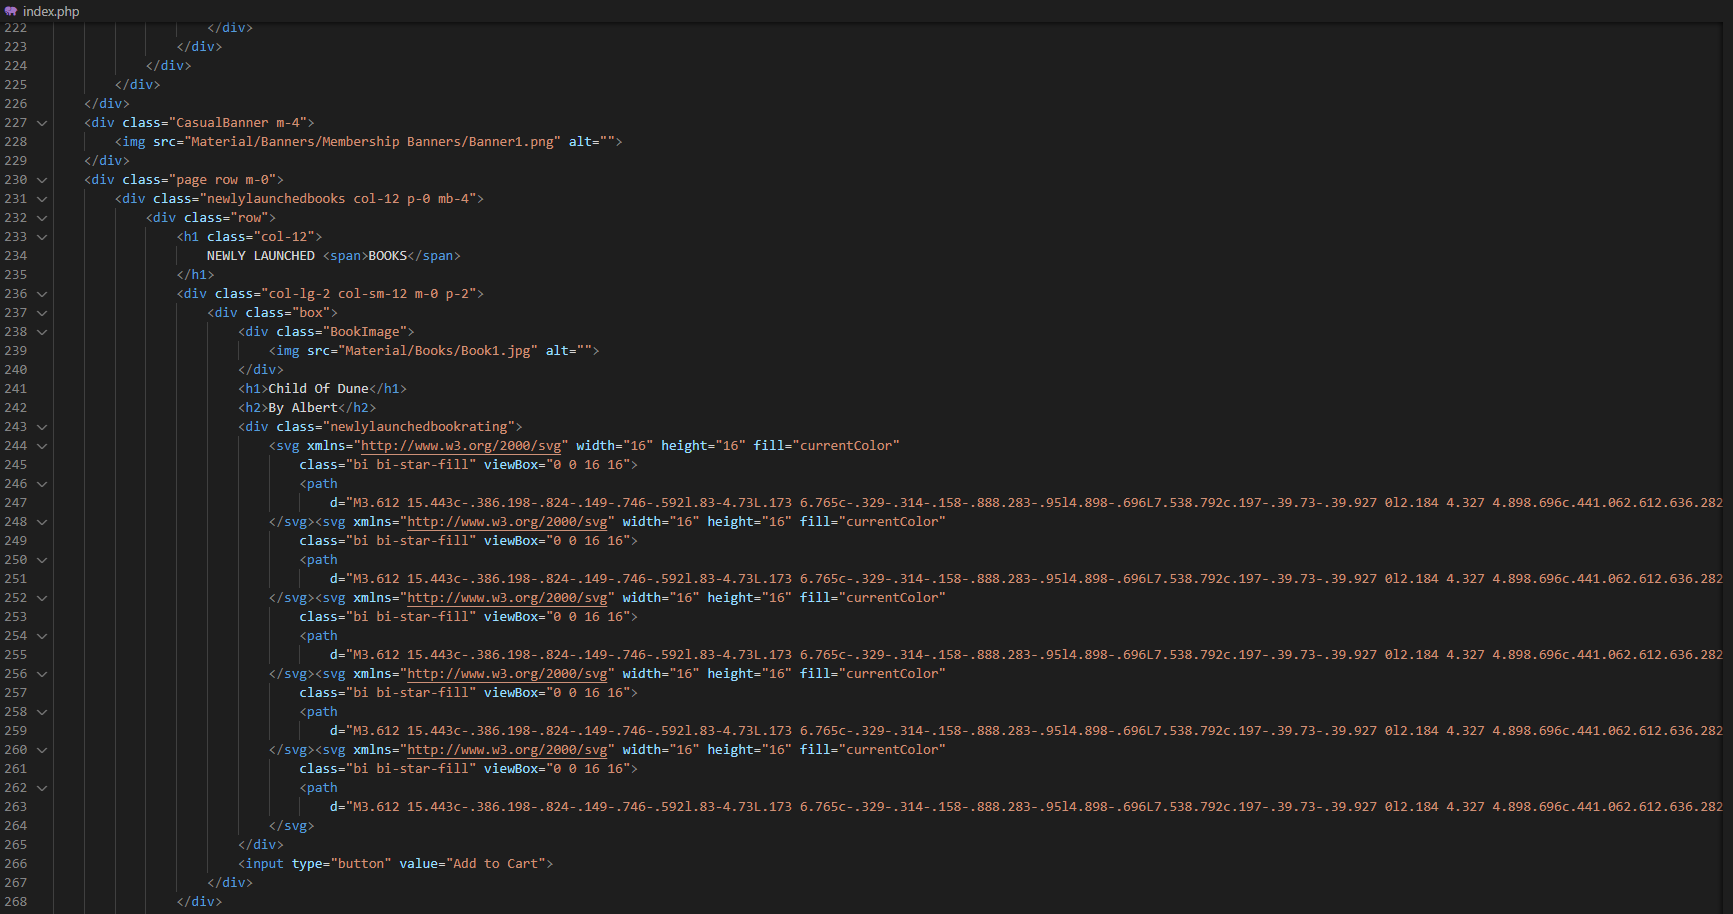 index.php
222 </div>
223 </div>
224 </div>
225 </div>
226 </div>
227 <div class="CasualBanner m-4">
228 <img src="Material/Banners/Membership Banners/Banner1.png" alt="">
229 </div>
230 <div class="page row m-0">
231 <div class="newlylaunchedbooks col-12 p-0 mb-4">
232 <div class="row">
233 <h1 class="col-12">
234 NEWLY LAUNCHED <span>BOOKS</span>
235 </h1>
236 <div class="col-lg-2 col-sm-12 m-0 p-2">
237 <div class="box">
238 <div class="BookImage">
239 <img src="Material/Books/Book1.jpg" alt="">
240 </div>
241 <h1>Child Of Dune</h1>
242 <h2>By Albert</h2>
243 <div class="newlylaunchedbookrating">
244 <svg xmlns="http://www.w3.org/2000/svg" width="16" height="16" fill="currentColor"
245 class="bi bi-star-fill" viewBox="0 0 16 16">
246 <path
247 d="M3.612 15.443c-.386.198-.824-.149-.746-.592l.83-4.73L.173 6.765c-.329-.314-.158-.888.283-.95l4.898-.696L7.538.792c.197-.39.73-.39.927 0l2.184 4.327 4.898.696c.441.062.612.636.282
248 </svg><svg xmlns="http://www.w3.org/2000/svg" width="16" height="16" fill="currentColor"
249 class="bi bi-star-fill" viewBox="0 0 16 16">
250 <path
251 d="M3.612 15.443c-.386.198-.824-.149-.746-.592l.83-4.73L.173 6.765c-.329-.314-.158-.888.283-.95l4.898-.696L7.538.792c.197-.39.73-.39.927 0l2.184 4.327 4.898.696c.441.062.612.636.282
252 </svg><svg xmlns="http://www.w3.org/2000/svg" width="16" height="16" fill="currentColor"
253 class="bi bi-star-fill" viewBox="0 0 16 16">
254 <path
255 d="M3.612 15.443c-.386.198-.824-.149-.746-.592l.83-4.73L.173 6.765c-.329-.314-.158-.888.283-.95l4.898-.696L7.538.792c.197-.39.73-.39.927 0l2.184 4.327 4.898.696c.441.062.612.636.282
256 </svg><svg xmlns="http://www.w3.org/2000/svg" width="16" height="16" fill="currentColor"
257 class="bi bi-star-fill" viewBox="0 0 16 16">
258 <path
259 d="M3.612 15.443c-.386.198-.824-.149-.746-.592l.83-4.73L.173 6.765c-.329-.314-.158-.888.283-.95l4.898-.696L7.538.792c.197-.39.73-.39.927 0l2.184 4.327 4.898.696c.441.062.612.636.282
260 </svg><svg xmlns="http://www.w3.org/2000/svg" width="16" height="16" fill="currentColor"
261 class="bi bi-star-fill" viewBox="0 0 16 16">
262 <path
263 d="M3.612 15.443c-.386.198-.824-.149-.746-.592l.83-4.73L.173 6.765c-.329-.314-.158-.888.283-.95l4.898-.696L7.538.792c.197-.39.73-.39.927 0l2.184 4.327 4.898.696c.441.062.612.636.282
264 </svg>
265 </div>
266 <input type="button" value="Add to Cart">
267 </div>
268 </div>